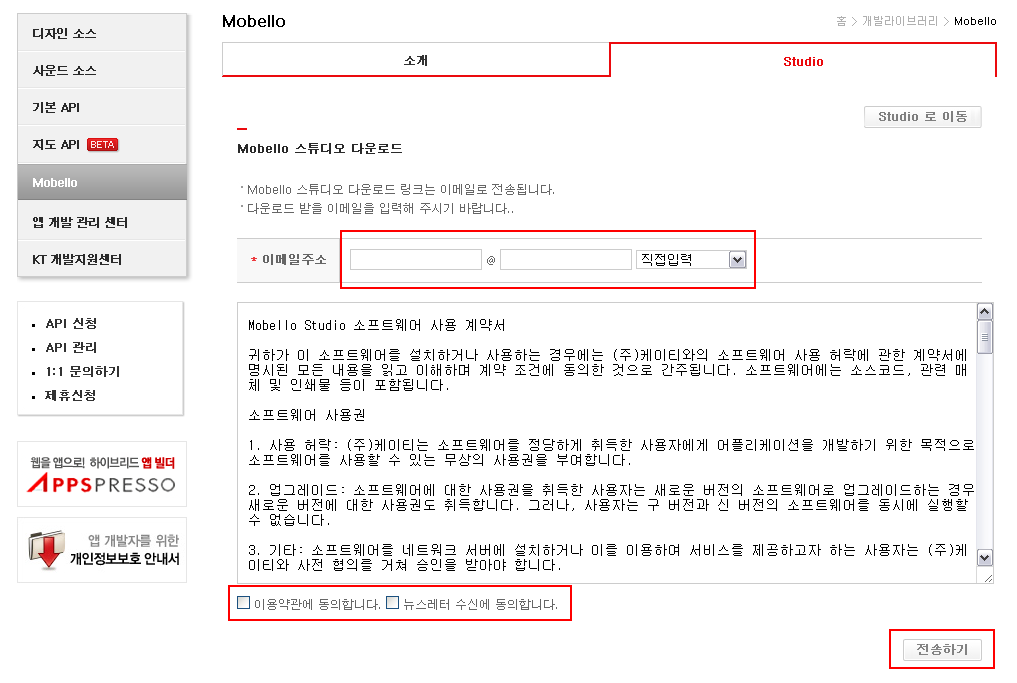 디자인 소스
사운드 소스
기본 API
지도 API BETA
Mobello
앱 개발 관리 센터
KT 개발지원센터
API 신청
API 관리
1:1 문의하기
제휴신청
웹을 앱으로! 하이브리드 앱 빌더
APPSPRESSO
앱 개발자를 위한
개인정보보호 안내서
Mobello
홈 > 개발라이브러리 > Mobello
소개
Studio
Studio 로 이동
Mobello 스튜디오 다운로드
· Mobello 스튜디오 다운로드 링크는 이메일로 전송됩니다.
· 다운로드 받을 이메일을 입력해 주시기 바랍니다..
* 이메일주소 @ 직접입력
Mobello Studio 소프트웨어 사용 계약서
귀하가 이 소프트웨어를 설치하거나 사용하는 경우에는 (주)케이티와의 소프트웨어 사용 허락에 관한 계약서에
명시된 모든 내용을 읽고 이해하며 계약 조건에 동의한 것으로 간주됩니다. 소프트웨어에는 소스코드, 관련 매
체 및 인쇄물 등이 포함됩니다.
소프트웨어 사용권
1. 사용 허락: (주)케이티는 소프트웨어를 정당하게 취득한 사용자에게 어플리케이션을 개발하기 위한 목적으로
소프트웨어를 사용할 수 있는 무상의 사용권을 부여합니다.
2. 업그레이드: 소프트웨어에 대한 사용권을 취득한 사용자는 새로운 버전의 소프트웨어로 업그레이드하는 경우
새로운 버전에 대한 사용권도 취득합니다. 그러나, 사용자는 구 버전과 신 버전의 소프트웨어를 동시에 실행할
수 없습니다.
3. 기타: 소프트웨어를 네트워크 서버에 설치하거나 이를 이용하여 서비스를 제공하고자 하는 사용자는 (주)케
이티와 사전 협의를 거쳐 승인을 받아야 합니다.
이용약관에 동의합니다. 뉴스레터 수신에 동의합니다.
전송하기